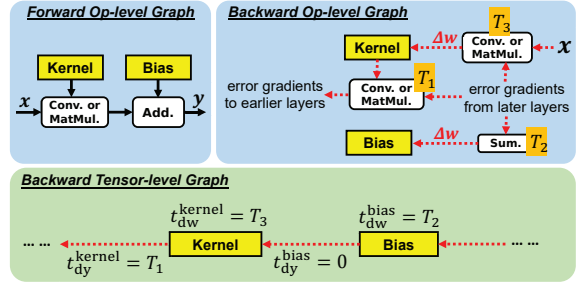 Forward Op-level Graph
Kernel
Bias
x
Conv. or
MatMul.
Add.
y
Backward Op-level Graph
T₃
Kernel
Δw
Conv. or
MatMul.
x
error gradients
to earlier layers
T₁
Conv. or
MatMul.
error gradients
from later layers
Bias
Δw
Sum.
T₂
Backward Tensor-level Graph
t_dw^kernel = T₃
t_dw^bias = T₂
... ...
Kernel
Bias
... ...
t_dy^kernel = T₁
t_dy^bias = 0